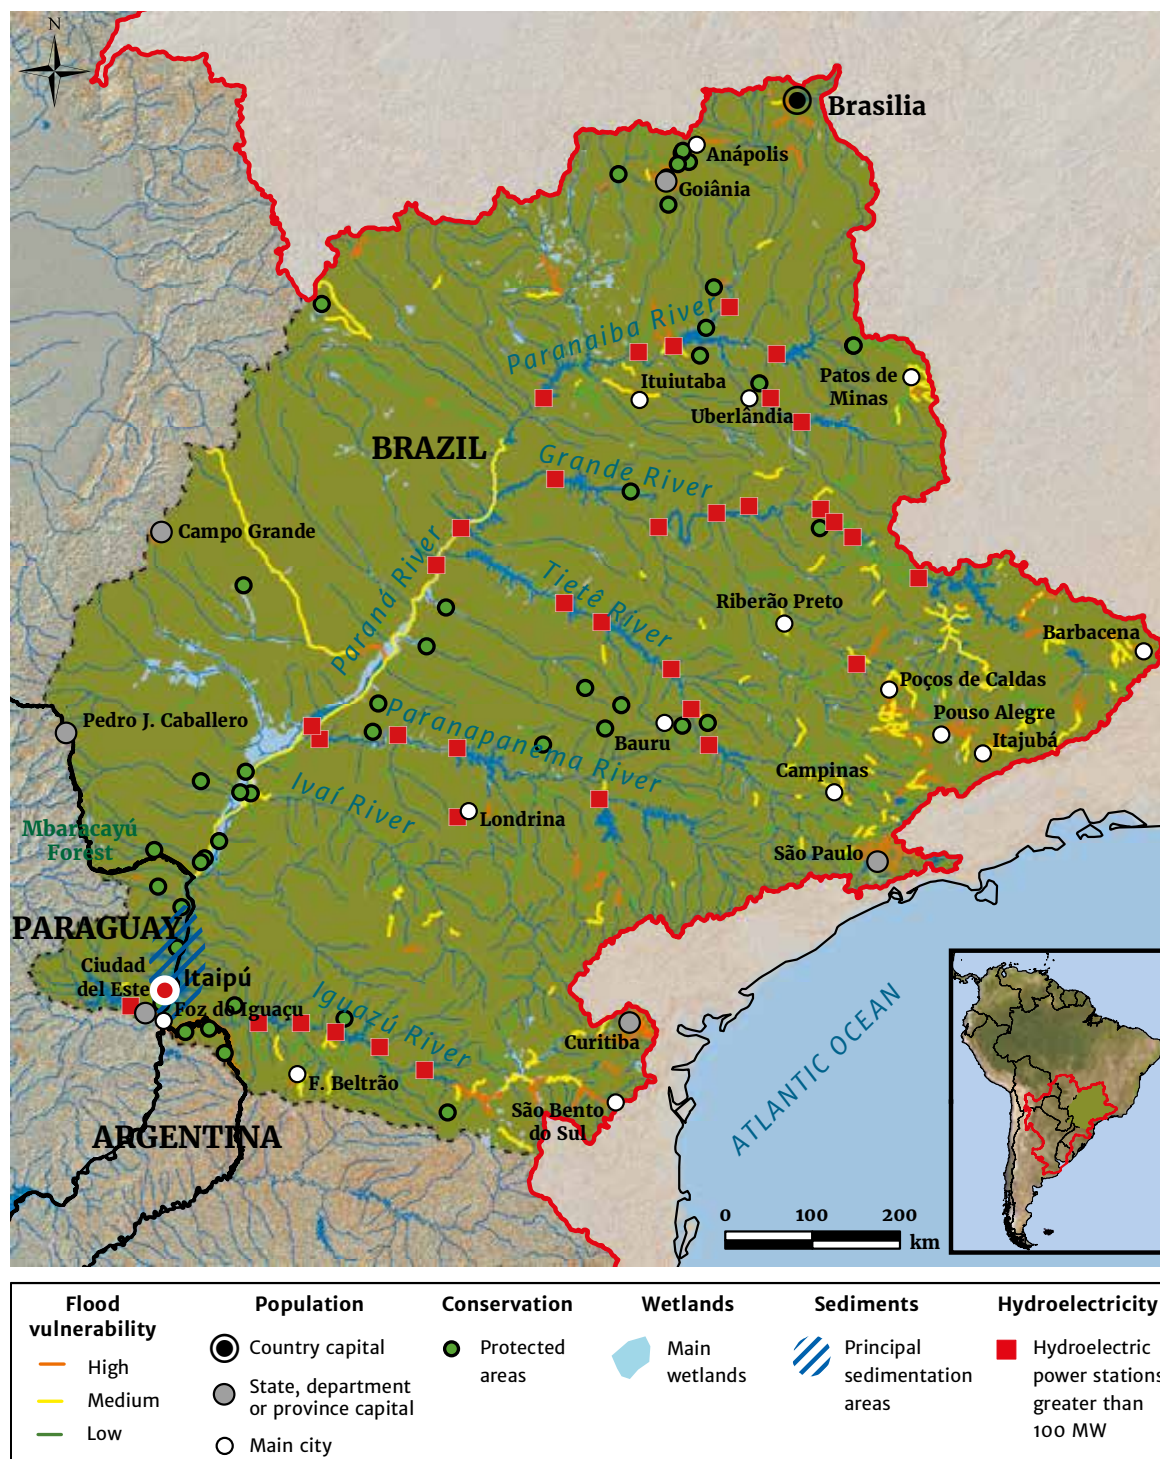 N
Brasilia
Anápolis
Goiânia
Paranaiba River
Ituiutaba
Patos de
Minas
Uberlândia
BRAZIL
Grande River
Campo Grande
Paraná River
Tietê River
Riberão Preto
Barbacena
Poços de Caldas
Pedro J. Caballero
Paranapanema River
Pouso Alegre
Itajubá
Bauru
Campinas
Ivaí River
Londrina
Mbaracayú
Forest
São Paulo
PARAGUAY
Ciudad
del Este
Itaipú
Foz do Iguaçu
Iguazú River
Curitiba
F. Beltrão
São Bento
do Sul
ARGENTINA
ATLANTIC OCEAN
0 100 200
km
Flood
vulnerability
High
Medium
Low
Population
Country capital
State, department
or province capital
Main city
Conservation
Protected
areas
Wetlands
Main
wetlands
Sediments
Principal
sedimentation
areas
Hydroelectricity
Hydroelectric
power stations
greater than
100 MW